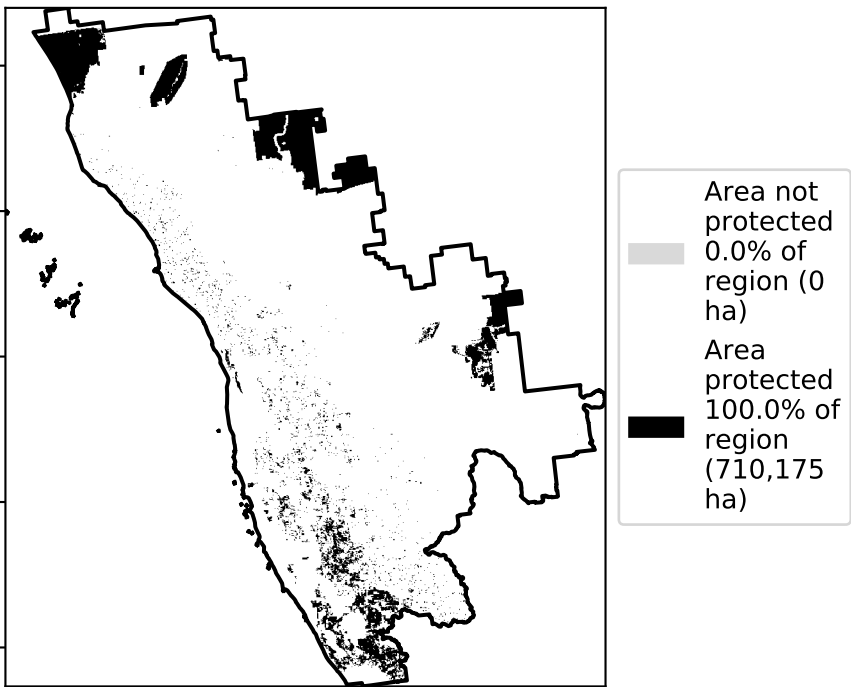 Area not
protected
0.0% of
region (0
ha)
Area
protected
100.0% of
region
(710,175
ha)